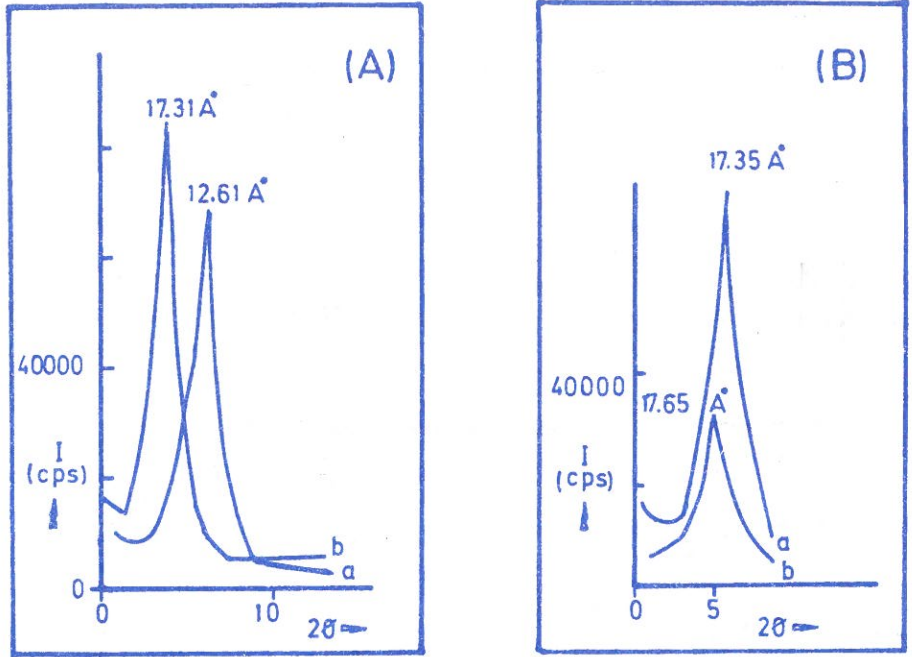 (A)
17.31 A°
12.61 A°
40000
I
(cps)
b
a
0
0
10
2θ
(B)
17.35 A°
40000
17.65 A°
I
(cps)
a
b
0
5
2θ